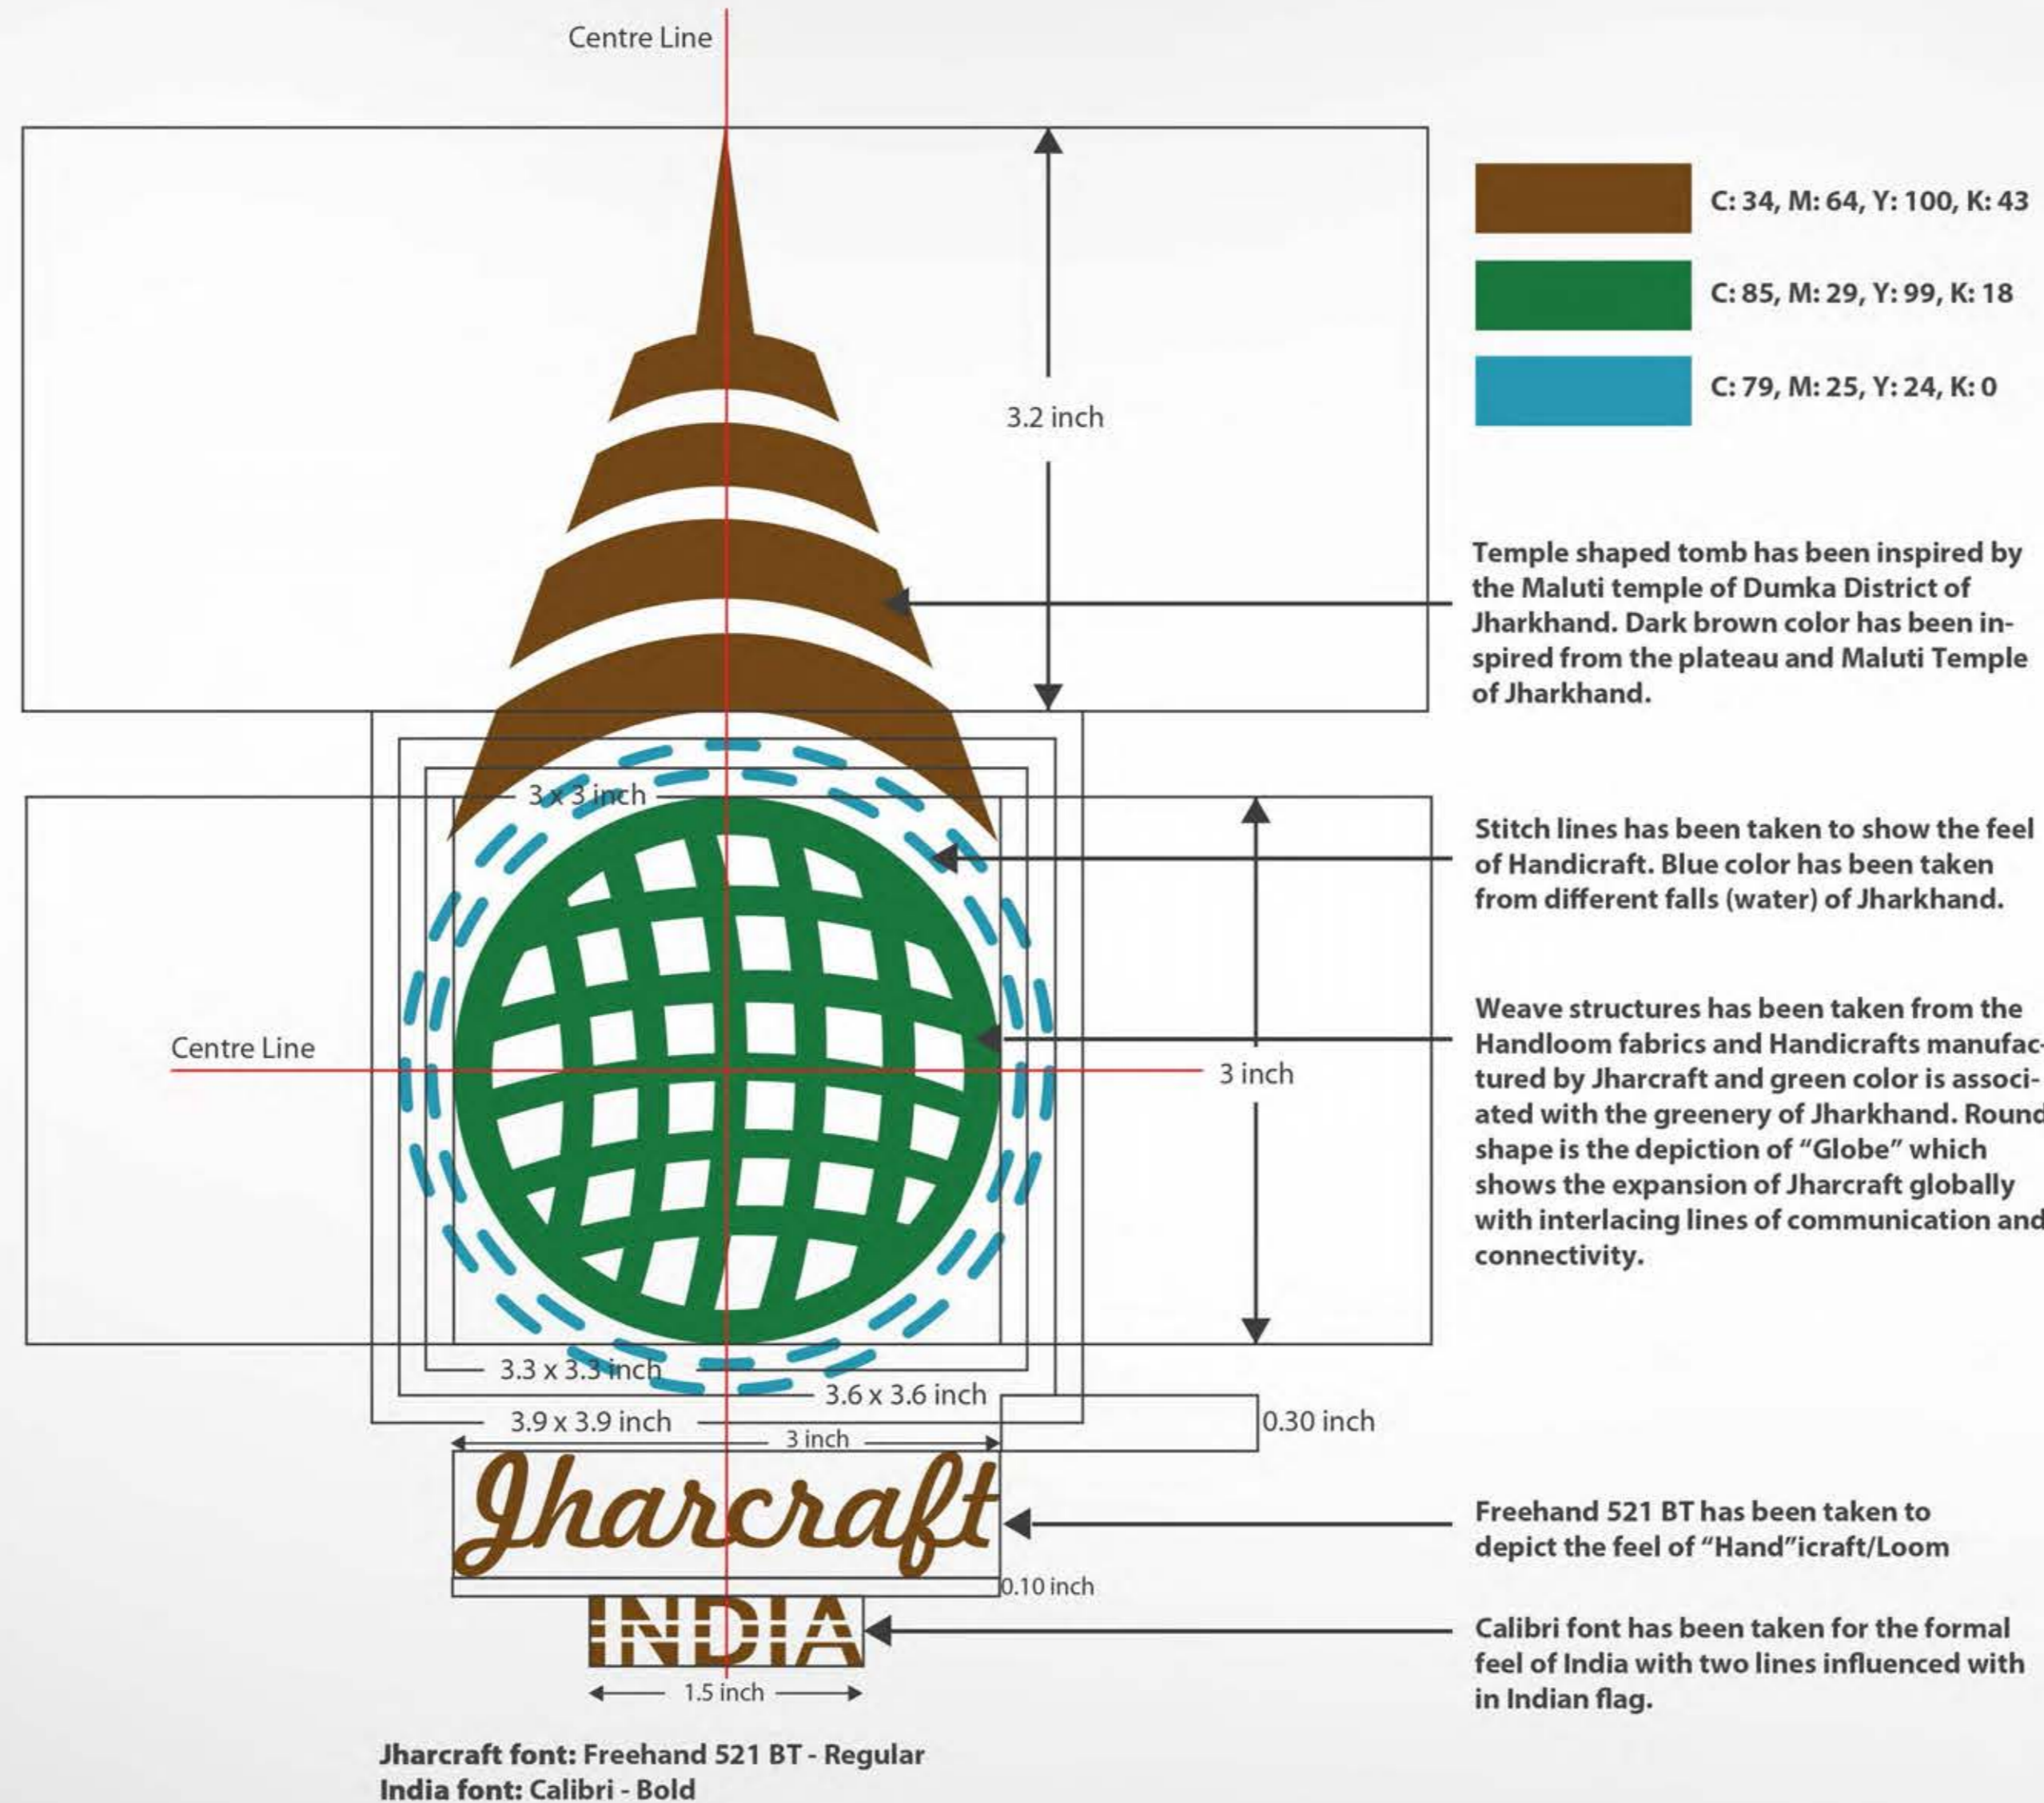 Centre Line
C: 34, M: 64, Y: 100, K: 43
C: 85, M: 29, Y: 99, K: 18
C: 79, M: 25, Y: 24, K: 0
3.2 inch
Temple shaped tomb has been inspired by
the Maluti temple of Dumka District of
Jharkhand. Dark brown color has been in-
spired from the plateau and Maluti Temple
of Jharkhand.
3 x 3 inch
Stitch lines has been taken to show the feel
of Handicraft. Blue color has been taken
from different falls (water) of Jharkhand.
Weave structures has been taken from the
Handloom fabrics and Handicrafts manufac-
tured by Jharcraft and green color is associ-
ated with the greenery of Jharkhand. Round
shape is the depiction of “Globe” which
shows the expansion of Jharcraft globally
with interlacing lines of communication and
connectivity.
Centre Line
3 inch
3.3 x 3.3 inch
3.6 x 3.6 inch
3.9 x 3.9 inch
0.30 inch
3 inch
Jharcraft
Freehand 521 BT has been taken to
depict the feel of “Hand”icraft/Loom
0.10 inch
INDIA
Calibri font has been taken for the formal
feel of India with two lines influenced with
in Indian flag.
1.5 inch
Jharcraft font: Freehand 521 BT - Regular
India font: Calibri - Bold